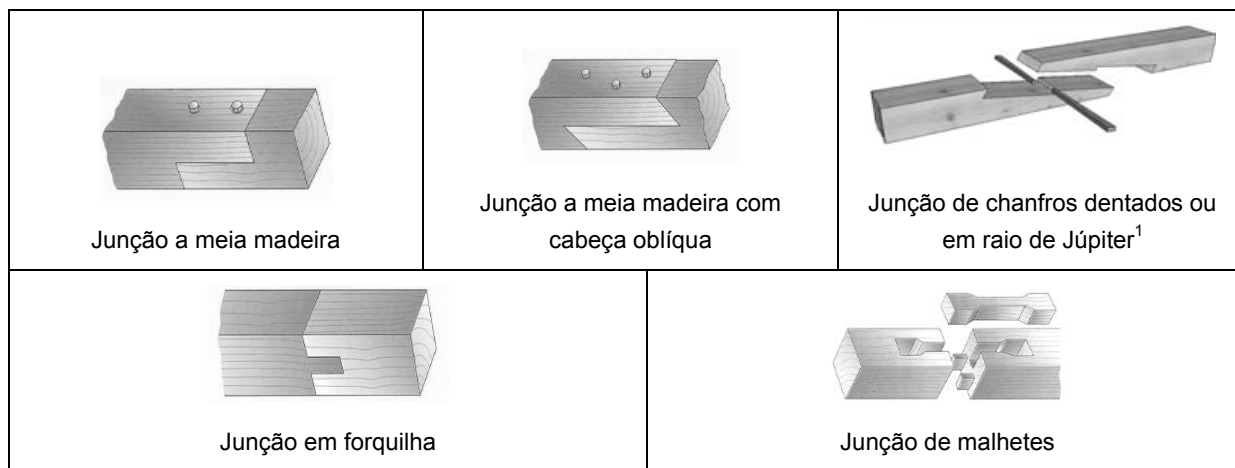 Junção a meia madeira
Junção a meia madeira com
cabeça oblíqua
Junção de chanfros dentados ou
em raio de Júpiter¹
Junção em forquilha
Junção de malhetes